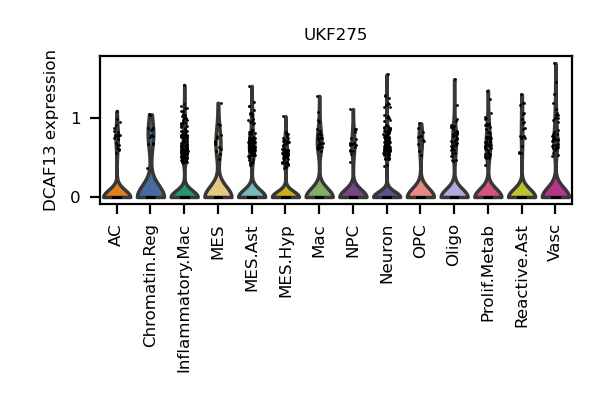 UKF275
DCAF13 expression
1
0
AC
Chromatin.Reg
Inflammatory.Mac
MES
MES.Ast
MES.Hyp
Mac
NPC
Neuron
OPC
Oligo
Prolif.Metab
Reactive.Ast
Vasc